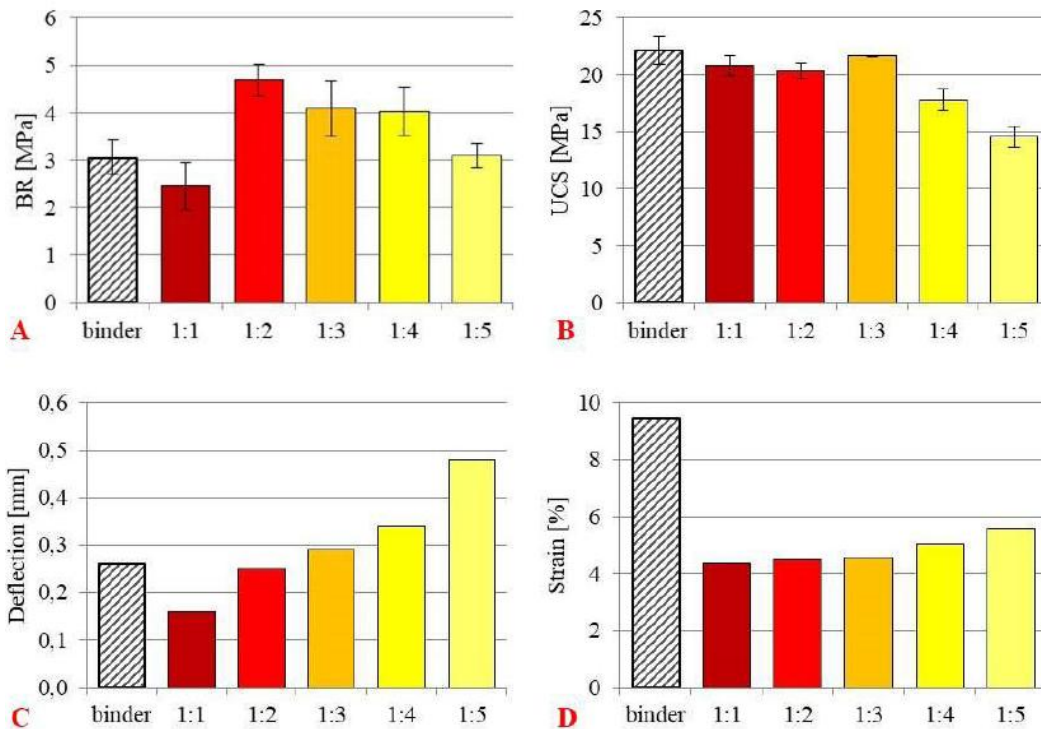 6
5
4
3
2
1
0
BR [MPa]
binder 1:1 1:2 1:3 1:4 1:5
A
25
20
15
10
5
0
UCS [MPa]
binder 1:1 1:2 1:3 1:4 1:5
B
0.6
0.5
0.4
0.3
0.2
0.1
0.0
Deflection [mm]
binder 1:1 1:2 1:3 1:4 1:5
C
10
8
6
4
2
0
Strain [%]
binder 1:1 1:2 1:3 1:4 1:5
D